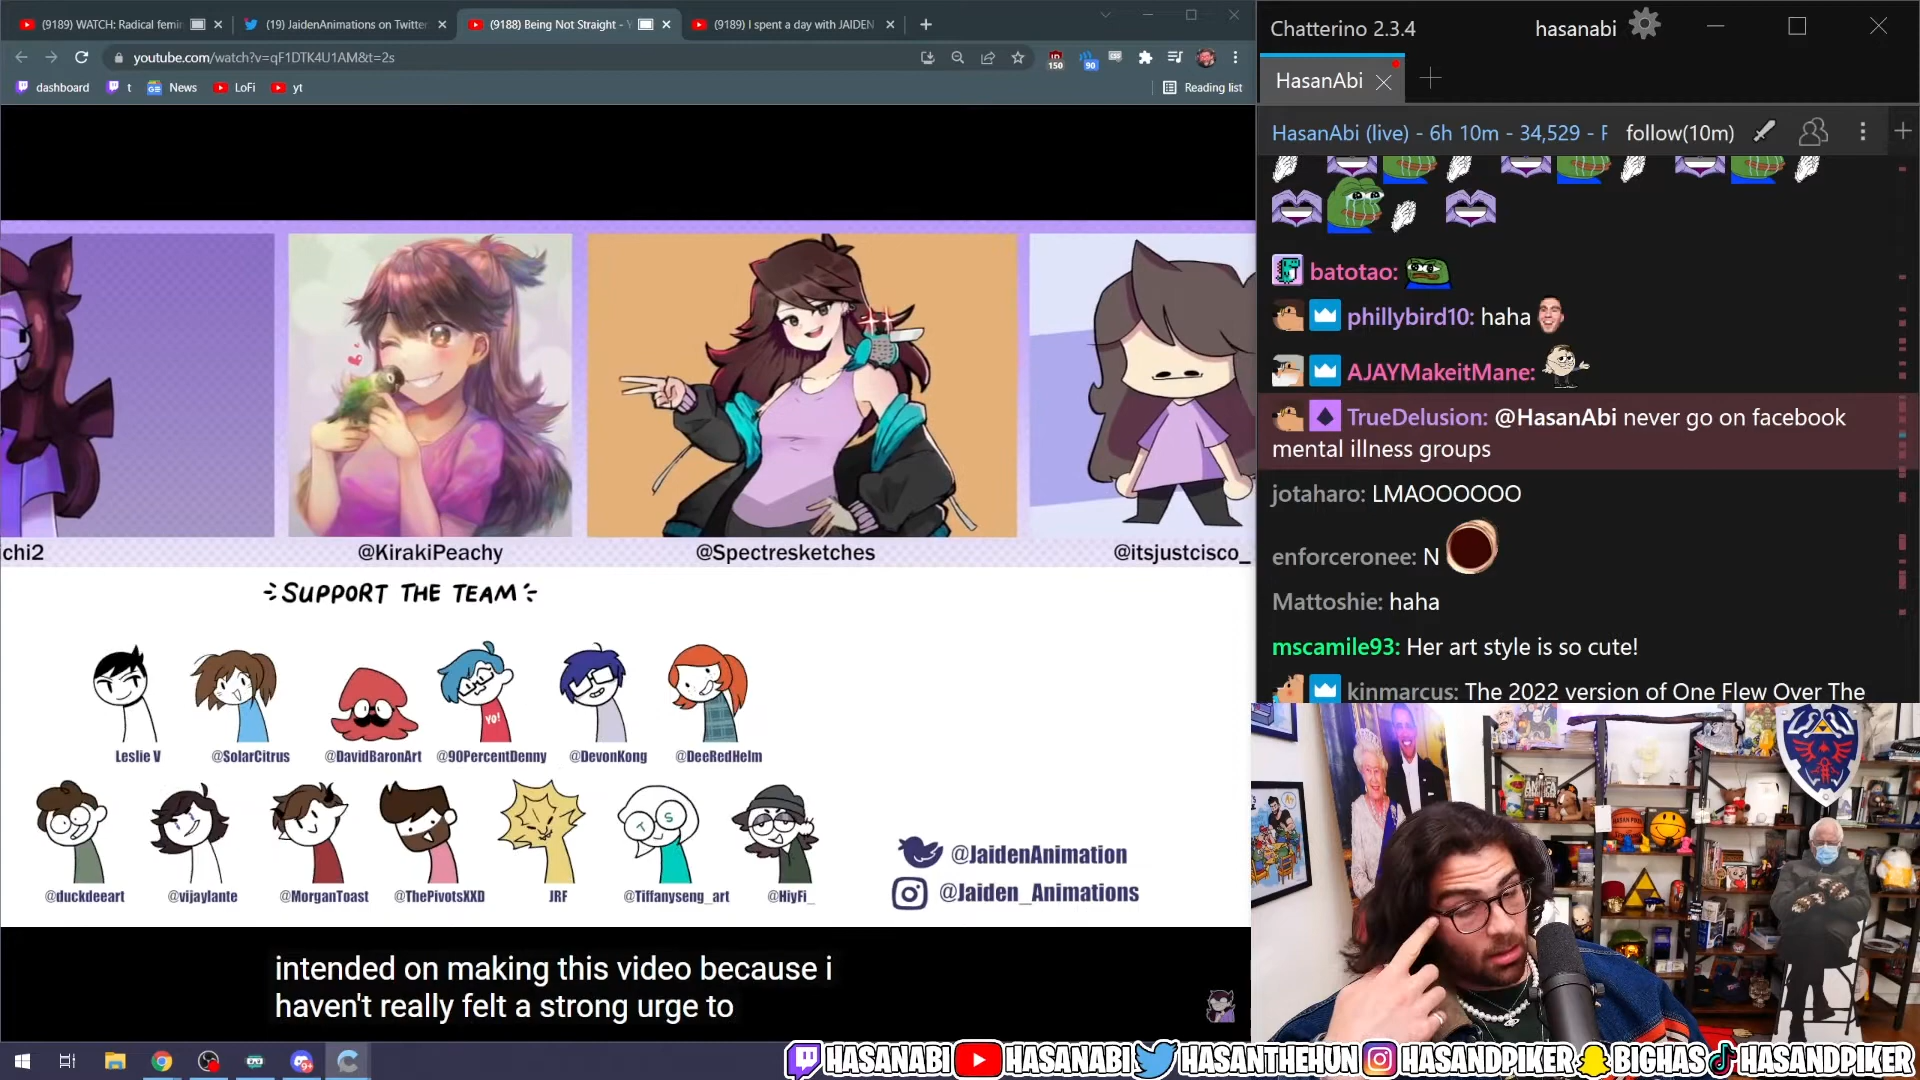 (9189) WATCH: Radical femin
(19) JaidenAnimations on Twitter
(9188) Being Not Straight - Y
(9189) I spent a day with JAIDEN
youtube.com/watch?v=qF1DTK4U1AM&t=2s
150
90
dashboard
t
News
LoFi
yt
Reading list
ichi2
@KirakiPeachy
@Spectresketches
@itsjustcisco_
SUPPORT THE TEAM
YO!
Leslie V
@SolarCitrus
@DavidBaronArt
@90PercentDenny
@DevonKong
@DeeRedHelm
T S
@duckdeeart
@vijaylante
@MorganToast
@ThePivotsXXD
JRF
@Tiffanyseng_art
@HiyFi_
@JaidenAnimation
@Jaiden_Animations
intended on making this video because i
haven't really felt a strong urge to
Chatterino 2.3.4
hasanabi
HasanAbi
HasanAbi (live) - 6h 10m - 34,529 - F
follow(10m)
batotao:
phillybird10: haha
AJAYMakeitMane:
TrueDelusion: @HasanAbi never go on facebook
mental illness groups
jotaharo: LMAOOOOOO
enforceronee: N
Mattoshie: haha
mscamile93: Her art style is so cute!
kinmarcus: The 2022 version of One Flew Over The
HASANABI
HASANABI
HASANTHEHUN
HASANDPIKER
BIGHAS
HASANDPIKER